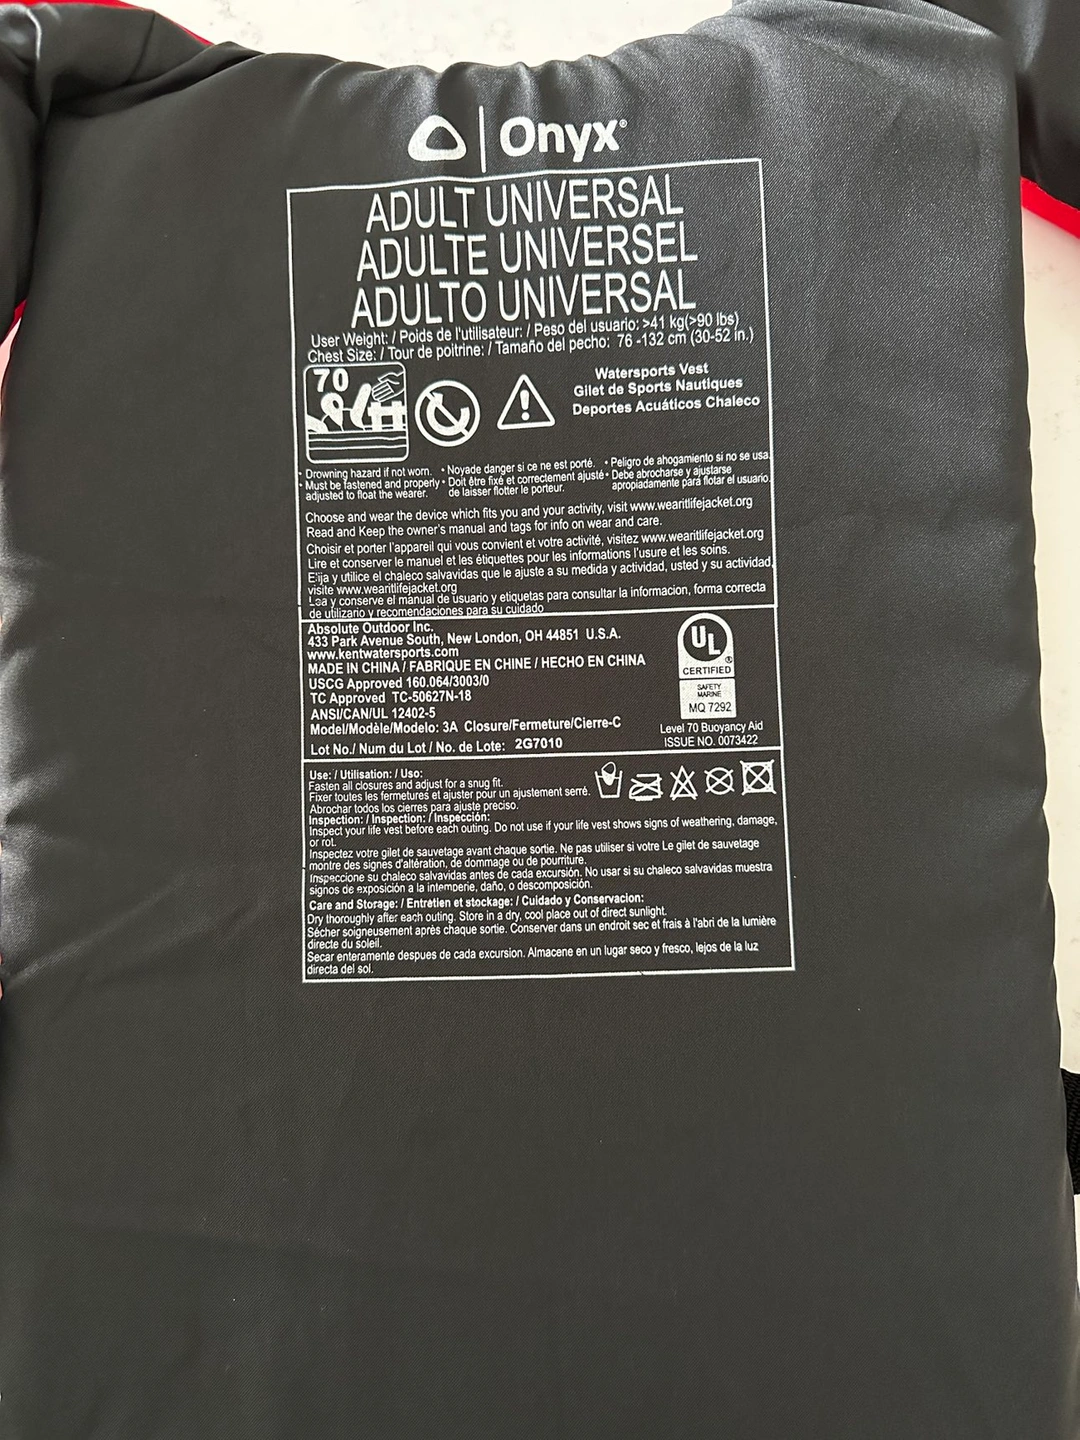 Onyx®
ADULT UNIVERSAL
ADULTE UNIVERSEL
ADULTO UNIVERSAL
User Weight: / Poids de l'utilisateur: / Peso del usuario: >41 kg(>90 lbs)
Chest Size: / Tour de poitrine: / Tamaño del pecho: 76 -132 cm (30-52 in.)
70
Watersports Vest
Gilet de Sports Nautiques
Deportes Acuáticos Chaleco
• Drowning hazard if not worn.
• Must be fastened and properly
adjusted to float the wearer.
• Noyade danger si ce ne est porté.
• Doit être fixé et correctement ajusté
de laisser flotter le porteur.
• Peligro de ahogamiento si no se usa.
• Debe abrocharse y ajustarse
apropiadamente para flotar el usuario.
Choose and wear the device which fits you and your activity, visit www.wearitlifejacket.org
Read and Keep the owner's manual and tags for info on wear and care.
Choisir et porter l'appareil qui vous convient et votre activité, visitez www.wearitlifejacket.org
Lire et conserver le manuel et les étiquettes pour les informations l'usure et les soins.
Elija y utilice el chaleco salvavidas que le ajuste a su medida y actividad, usted y su actividad,
visite www.wearitlifejacket.org
Lea y conserve el manual de usuario y etiquetas para consultar la informacion, forma correcta
de utilizario y recomendaciones para su cuidado
Absolute Outdoor Inc.
433 Park Avenue South, New London, OH 44851 U.S.A.
www.kentwatersports.com
MADE IN CHINA / FABRIQUE EN CHINE / HECHO EN CHINA
USCG Approved 160.064/3003/0
TC Approved TC-50627N-18
ANSI/CAN/UL 12402-5
Model/Modèle/Modelo: 3A Closure/Fermeture/Cierre-C
Lot No./ Num du Lot / No. de Lote: 2G7010
UL
®
CERTIFIED
SAFETY
MARINE
MQ 7292
Level 70 Buoyancy Aid
ISSUE NO. 0073422
Use: / Utilisation: / Uso:
Fasten all closures and adjust for a snug fit.
Fixer toutes les fermetures et ajuster pour un ajustement serré.
Abrochar todos los cierres para ajuste preciso.
Inspection: / Inspection: / Inspección:
Inspect your life vest before each outing. Do not use if your life vest shows signs of weathering, damage,
or rot.
Inspectez votre gilet de sauvetage avant chaque sortie. Ne pas utiliser si votre Le gilet de sauvetage
montre des signes d'altération, de dommage ou de pourriture.
Inspeccione su chaleco salvavidas antes de cada excursión. No usar si su chaleco salvavidas muestra
signos de exposición a la intemperie, daño, o descomposición.
Care and Storage: / Entretien et stockage: / Cuidado y Conservacion:
Dry thoroughly after each outing. Store in a dry, cool place out of direct sunlight.
Sécher soigneusement après chaque sortie. Conserver dans un endroit sec et frais à l'abri de la lumière
directe du soleil.
Secar enteramente despues de cada excursion. Almacene en un lugar seco y fresco, lejos de la luz
directa del sol.